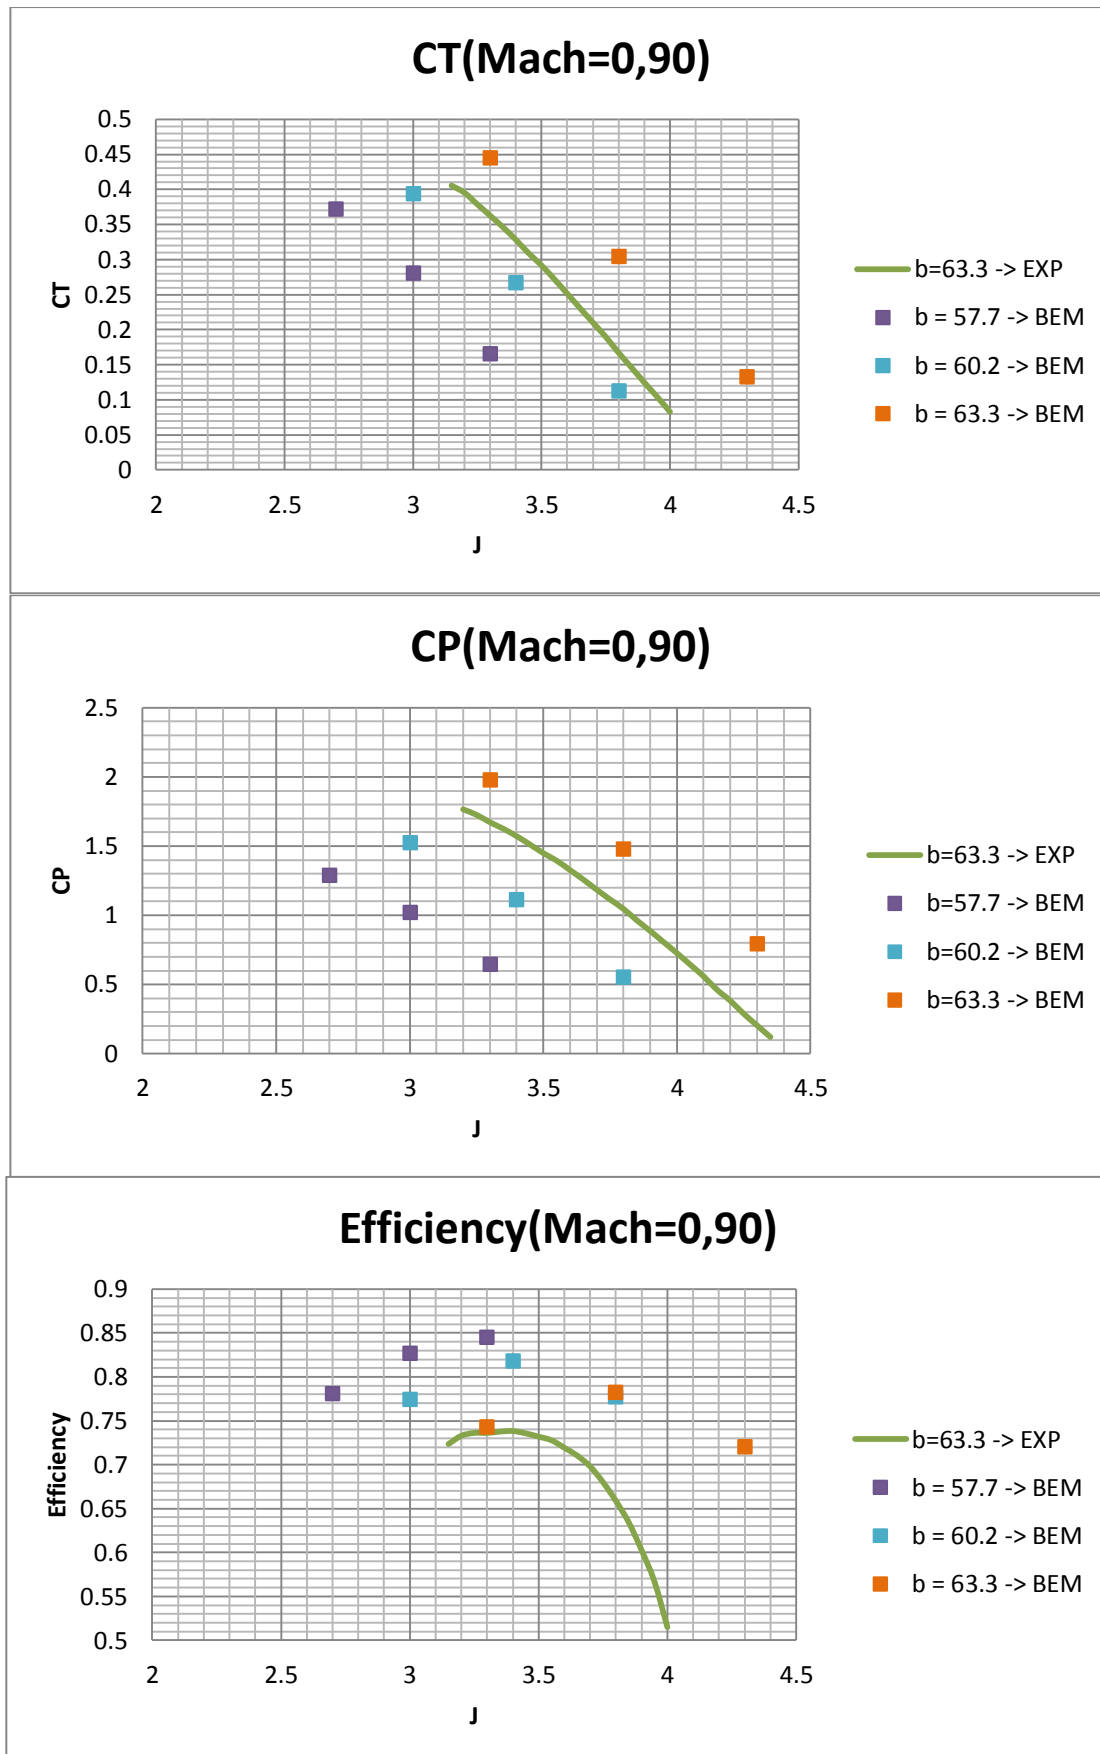 CT(Mach=0,90)
0.5
0.45
0.4
0.35
0.3
0.25
0.2
0.15
0.1
0.05
0
CT
2 2.5 3 3.5 4 4.5
J
b=63.3 -> EXP
b = 57.7 -> BEM
b = 60.2 -> BEM
b = 63.3 -> BEM
CP(Mach=0,90)
2.5
2
1.5
1
0.5
0
CP
2 2.5 3 3.5 4 4.5
J
b=63.3 -> EXP
b=57.7 -> BEM
b=60.2 -> BEM
b=63.3 -> BEM
Efficiency(Mach=0,90)
0.9
0.85
0.8
0.75
0.7
0.65
0.6
0.55
0.5
Efficiency
2 2.5 3 3.5 4 4.5
J
b=63.3 -> EXP
b = 57.7 -> BEM
b = 60.2 -> BEM
b = 63.3 -> BEM